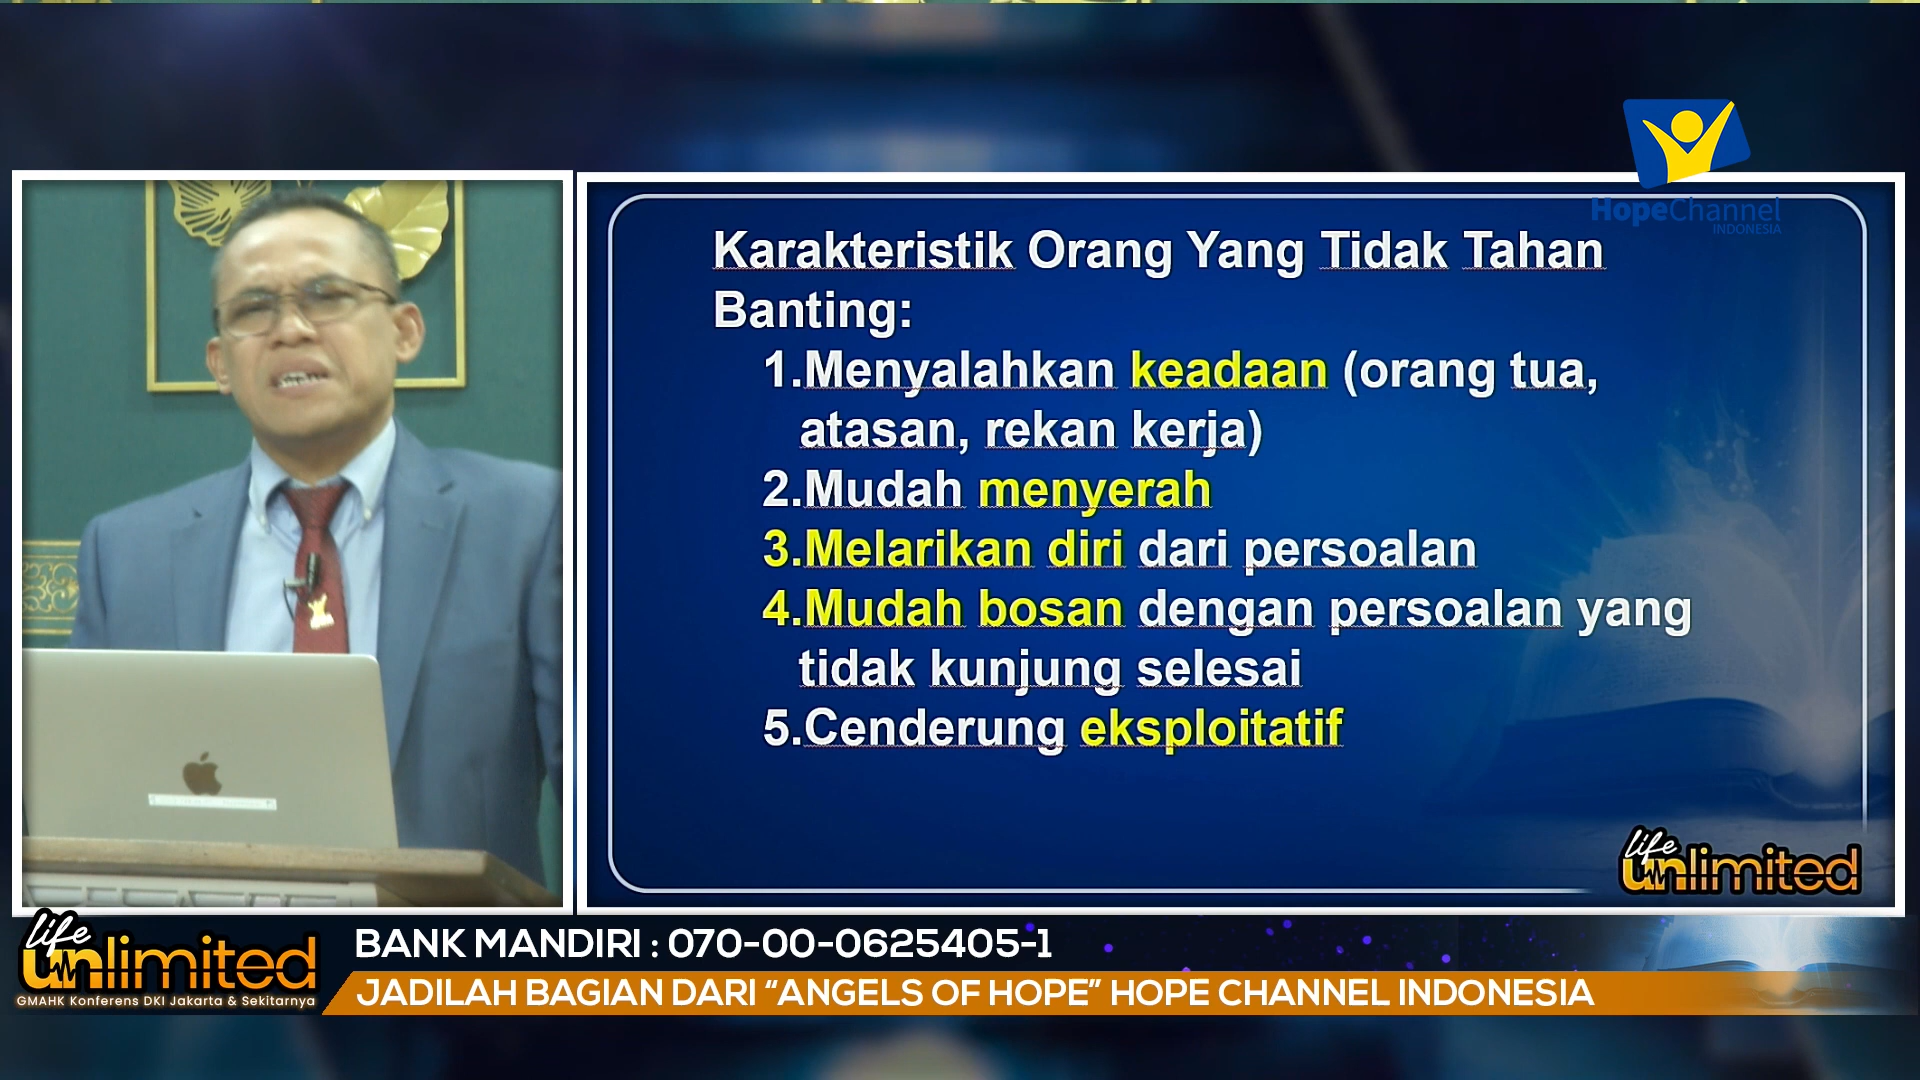 HopeChannel
INDONESIA
Karakteristik Orang Yang Tidak Tahan
Banting:
1.Menyalahkan keadaan (orang tua,
atasan, rekan kerja)
2.Mudah menyerah
3.Melarikan diri dari persoalan
4.Mudah bosan dengan persoalan yang
tidak kunjung selesai
5.Cenderung eksploitatif
life
unlimited
life
unlimited
GMAHK Konferens DKI Jakarta & Sekitarnya
BANK MANDIRI : 070-00-0625405-1
JADILAH BAGIAN DARI “ANGELS OF HOPE” HOPE CHANNEL INDONESIA